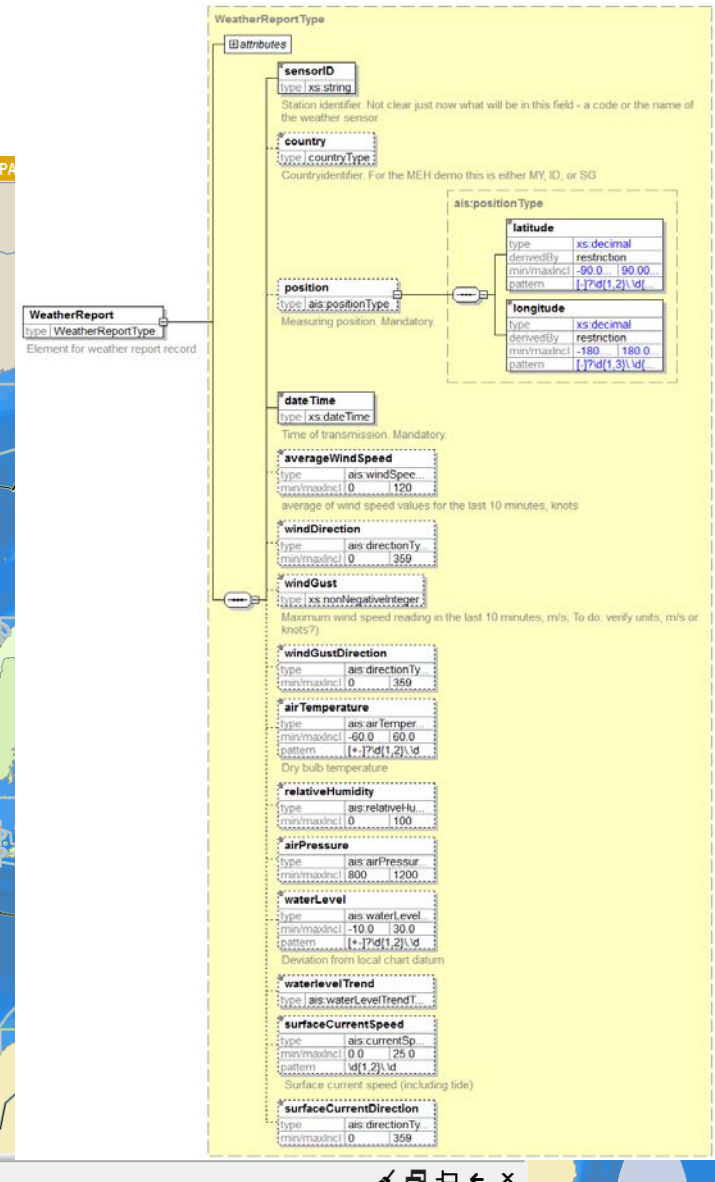 WeatherReportType
attributes
sensorID
type xs:string
Station identifier. Not clear just now what will be in this field - a code or the name of
the weather sensor
PA
country
type countryType
Countryidentifier. For the MEH demo this is either MY, ID, or SG
ais:positionType
latitude
type xs:decimal
derivedBy restriction
min/maxIncl -90.0... 90.00...
pattern [-]?\d{1,2}\.\d{...
position
type ais:positionType
Measuring position. Mandatory.
longitude
type xs:decimal
derivedBy restriction
min/maxIncl -180... 180.0...
pattern [-]?\d{1,3}\.\d{...
WeatherReport
type WeatherReportType
Element for weather report record
dateTime
type xs:dateTime
Time of transmission. Mandatory.
averageWindSpeed
type ais:windSpee...
min/maxIncl 0 120
average of wind speed values for the last 10 minutes, knots
windDirection
type ais:directionTy...
min/maxIncl 0 359
windGust
type xs:nonNegativeInteger
Maximum wind speed reading in the last 10 minutes, m/s; To do: verify units, m/s or
knots?)
windGustDirection
type ais:directionTy...
min/maxIncl 0 359
airTemperature
type ais:airTemper...
min/maxIncl -60.0 60.0
pattern [+-]?\d{1,2}\.\d
Dry bulb temperature
relativeHumidity
type ais:relativeHu...
min/maxIncl 0 100
airPressure
type ais:airPressur...
min/maxIncl 800 1200
waterLevel
type ais:waterLevel...
min/maxIncl -10.0 30.0
pattern [+-]?\d{1,2}\.\d
Deviation from local chart datum
waterlevelTrend
type ais:waterLevelTrendT...
surfaceCurrentSpeed
type ais:currentSp...
min/maxIncl 0.0 25.0
pattern \d{1,2}\.\d
Surface current speed (including tide)
surfaceCurrentDirection
type ais:directionTy...
min/maxIncl 0 359